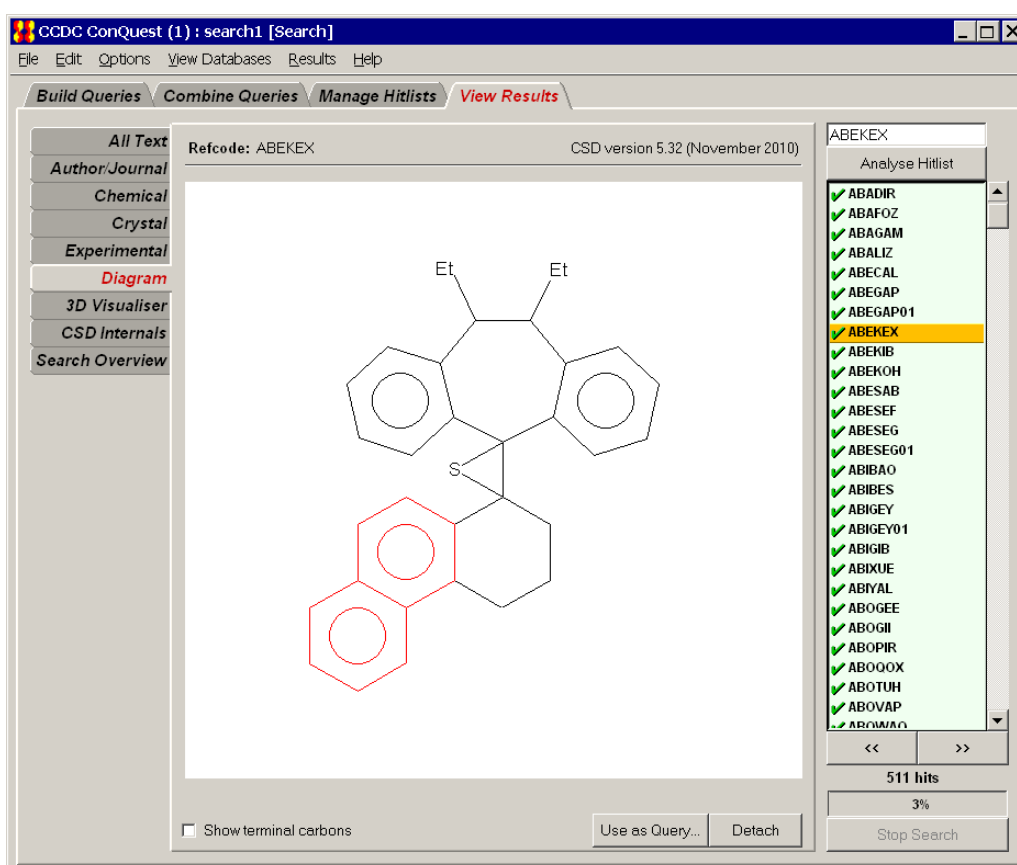 CCDC ConQuest (1) : search1 [Search]
File Edit Options View Databases Results Help
Build Queries Combine Queries Manage Hitlists View Results
All Text
Author/Journal
Chemical
Crystal
Experimental
Diagram
3D Visualiser
CSD Internals
Search Overview
Refcode: ABEKEX CSD version 5.32 (November 2010)
Et Et
S
Show terminal carbons
Use as Query... Detach
ABEKEX
Analyse Hitlist
ABADIR
ABAFOZ
ABAGAM
ABALIZ
ABECAL
ABEGAP
ABEGAP01
ABEKEX
ABEKIB
ABEKOH
ABESAB
ABESEF
ABESEG
ABESEG01
ABIBAO
ABIBES
ABIGEY
ABIGEY01
ABIGIB
ABIXUE
ABIYAL
ABOGEE
ABOGII
ABOPIR
ABOQOX
ABOTUH
ABOVAP
<< >>
511 hits
3%
Stop Search